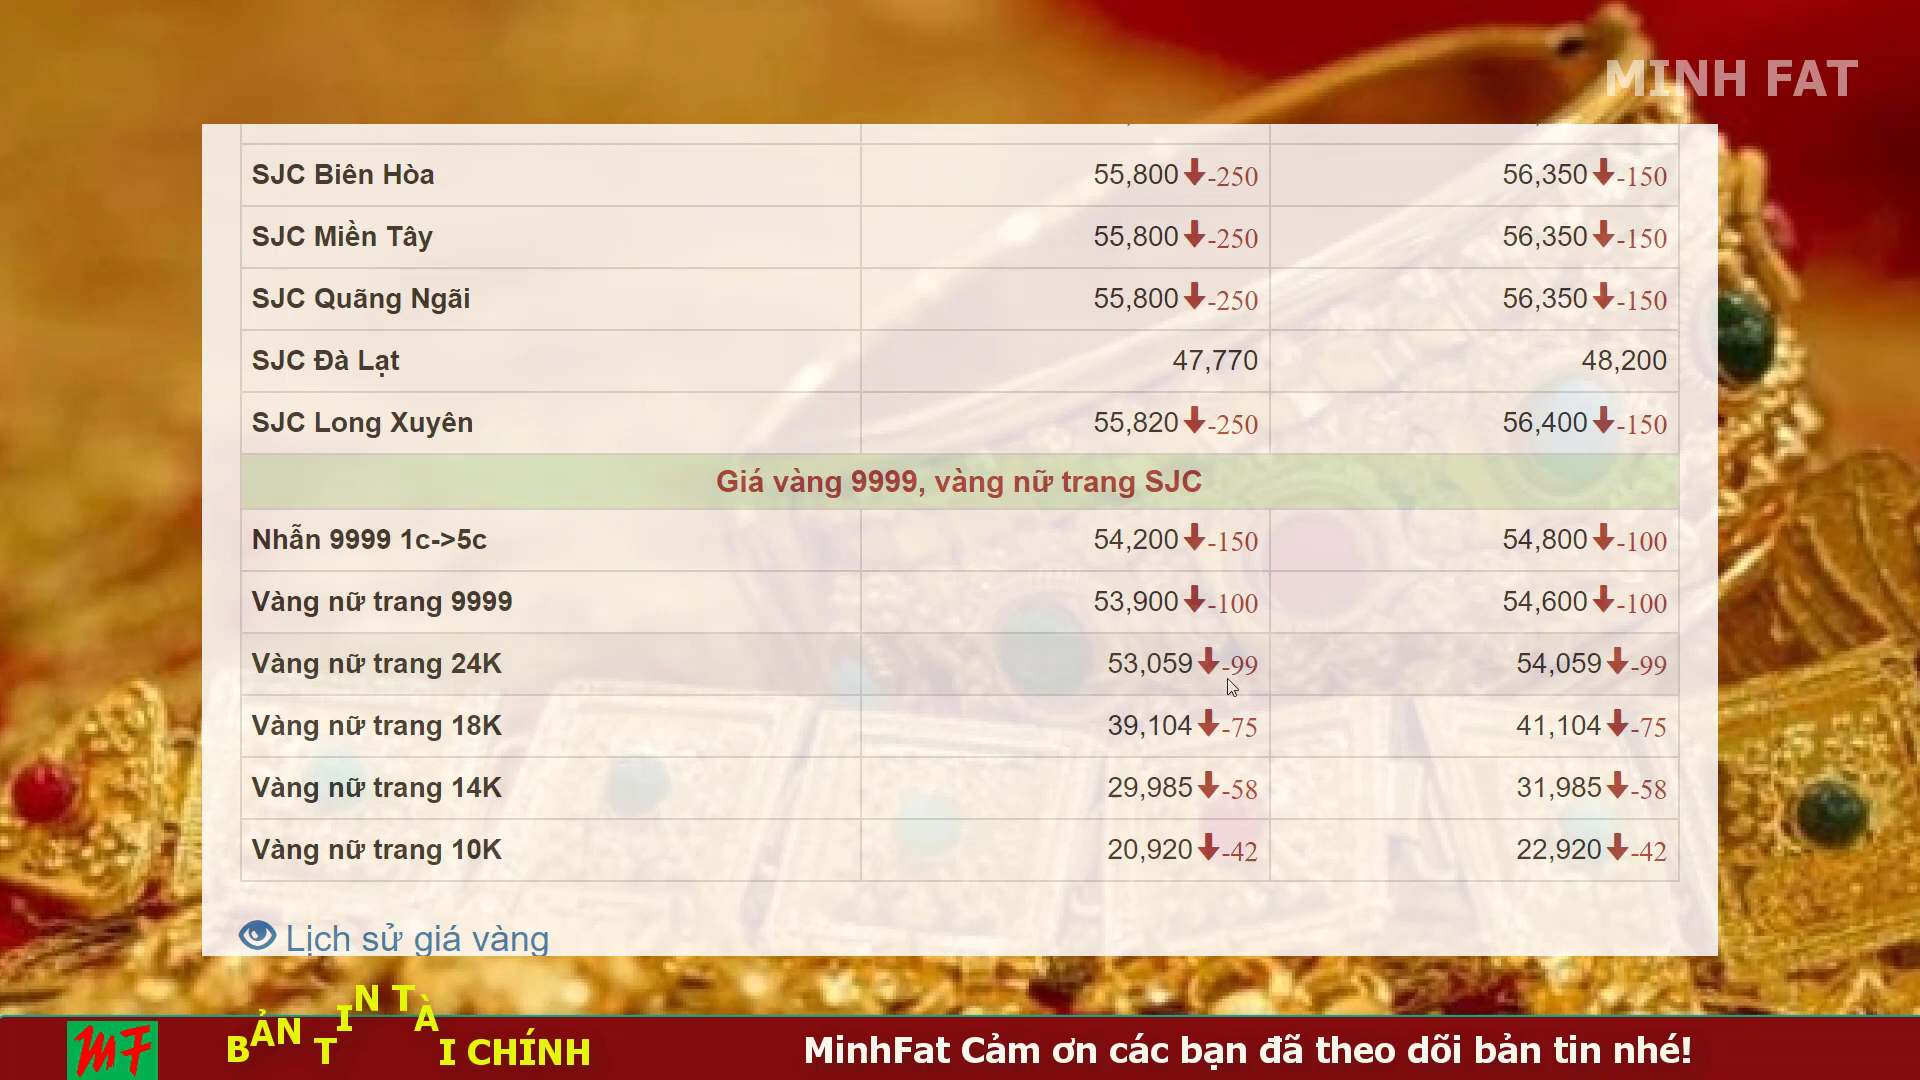 MINH FAT
SJC Biên Hòa 55,800 -250 56,350 -150
SJC Miền Tây 55,800 -250 56,350 -150
SJC Quãng Ngãi 55,800 -250 56,350 -150
SJC Đà Lạt 47,770 48,200
SJC Long Xuyên 55,820 -250 56,400 -150
Giá vàng 9999, vàng nữ trang SJC
Nhẫn 9999 1c->5c 54,200 -150 54,800 -100
Vàng nữ trang 9999 53,900 -100 54,600 -100
Vàng nữ trang 24K 53,059 -99 54,059 -99
Vàng nữ trang 18K 39,104 -75 41,104 -75
Vàng nữ trang 14K 29,985 -58 31,985 -58
Vàng nữ trang 10K 20,920 -42 22,920 -42
Lịch sử giá vàng
MF BẢN TIN TÀI CHÍNH MinhFat Cảm ơn các bạn đã theo dõi bản tin nhé!